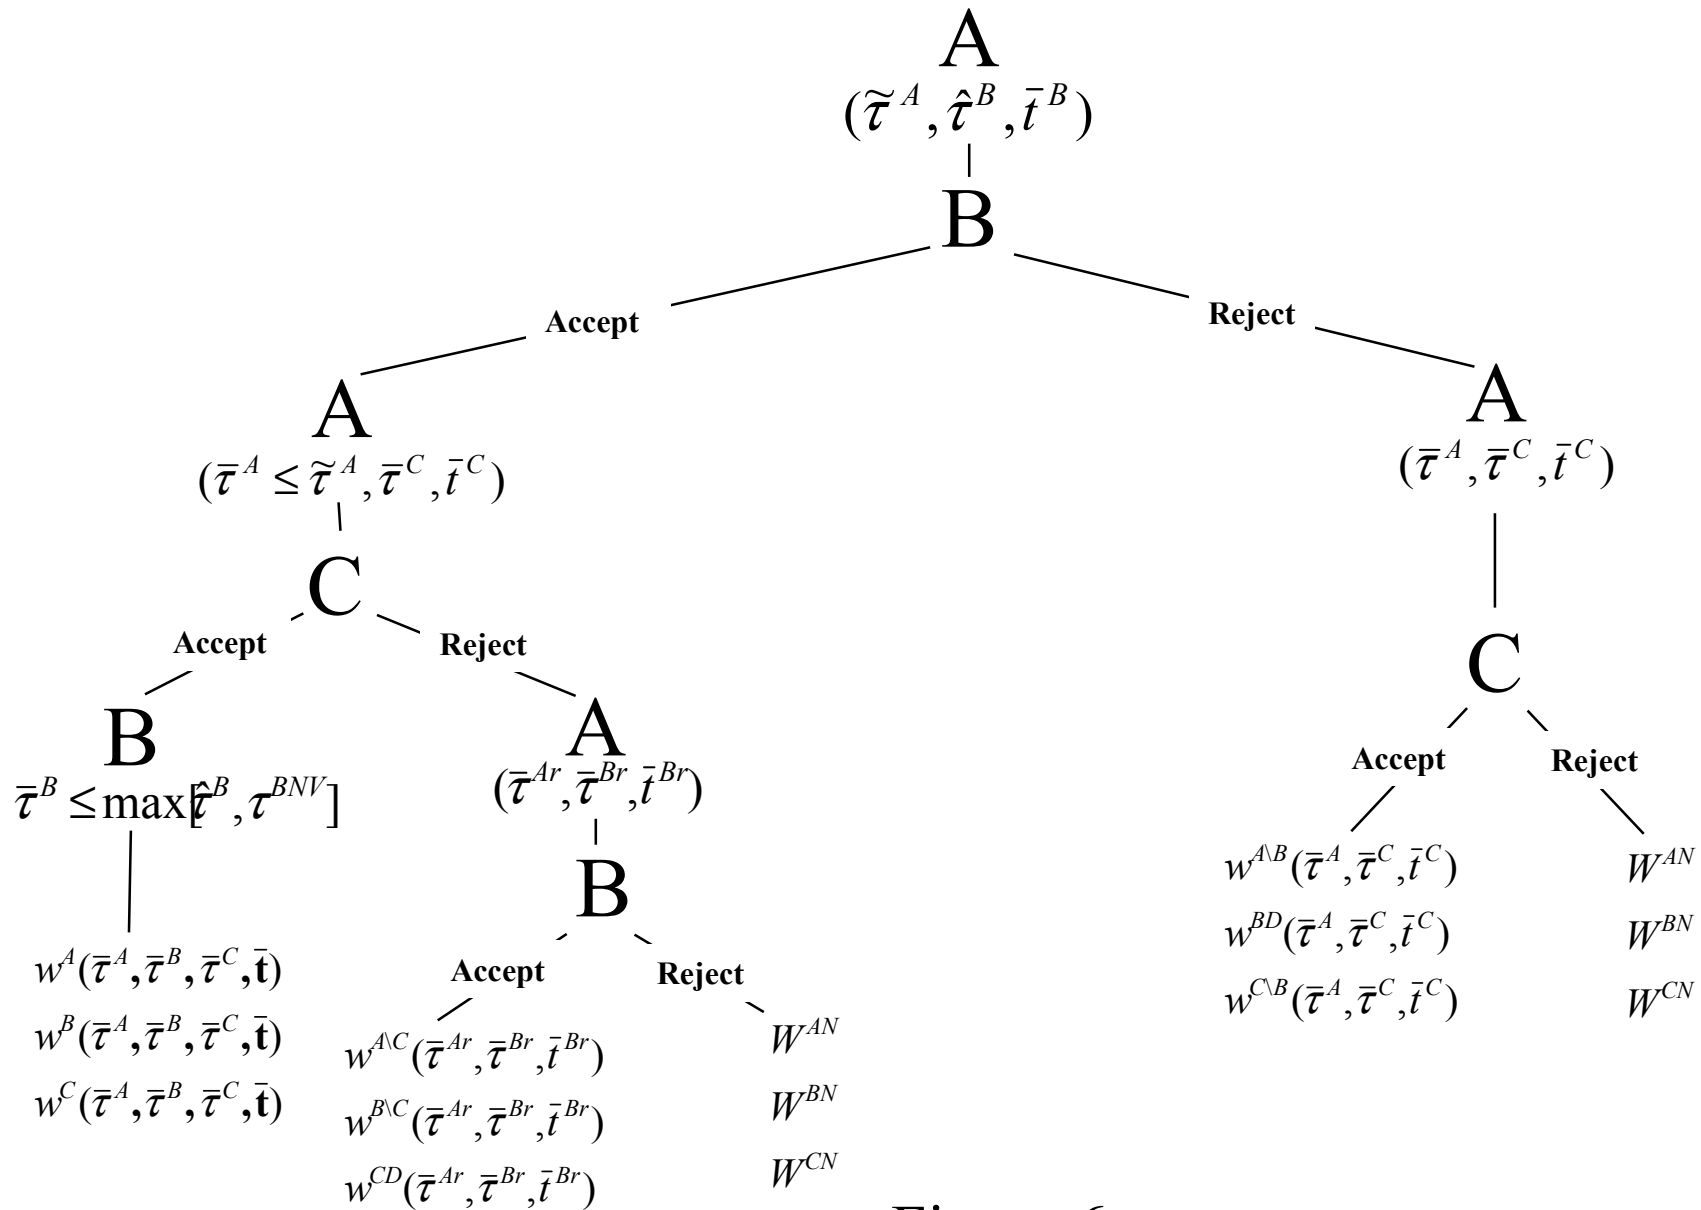 A
(τ̃^A, τ̂^B, t̄^B)
B
Accept
Reject
A
(τ̄^A ≤ τ̃^A, τ̄^C, t̄^C)
A
(τ̄^A, τ̄^C, t̄^C)
C
Accept
Reject
C
Accept
Reject
B
τ̄^B ≤ max[τ̂^B, τ^BNV]
A
(τ̄^Ar, τ̄^Br, t̄^Br)
B
Accept
Reject
w^A(τ̄^A, τ̄^B, τ̄^C, t̄)
w^B(τ̄^A, τ̄^B, τ̄^C, t̄)
w^C(τ̄^A, τ̄^B, τ̄^C, t̄)
w^A\C(τ̄^Ar, τ̄^Br, t̄^Br)
w^B\C(τ̄^Ar, τ̄^Br, t̄^Br)
w^CD(τ̄^Ar, τ̄^Br, t̄^Br)
W^AN
W^BN
W^CN
w^A\B(τ̄^A, τ̄^C, t̄^C)
w^BD(τ̄^A, τ̄^C, t̄^C)
w^C\B(τ̄^A, τ̄^C, t̄^C)
W^AN
W^BN
W^CN